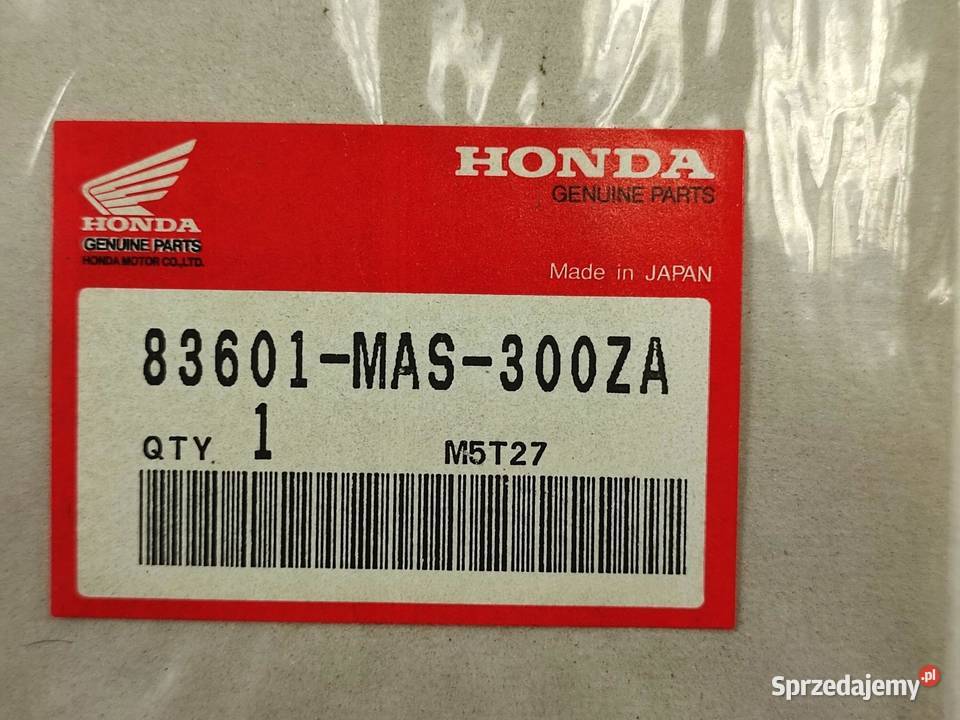 HONDA
GENUINE PARTS
HONDA
GENUINE PARTS
HONDA MOTOR CO.,LTD.
Made in JAPAN
83601-MAS-300ZA
QTY. 1 M5T27
Sprzedajemy.pl